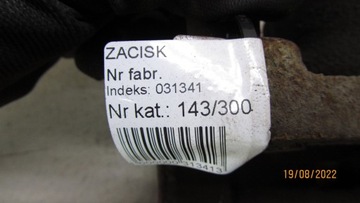 ZACISK
Nr fabr.
Indeks: 031341
Nr kat.: 143/300
19/08/2022